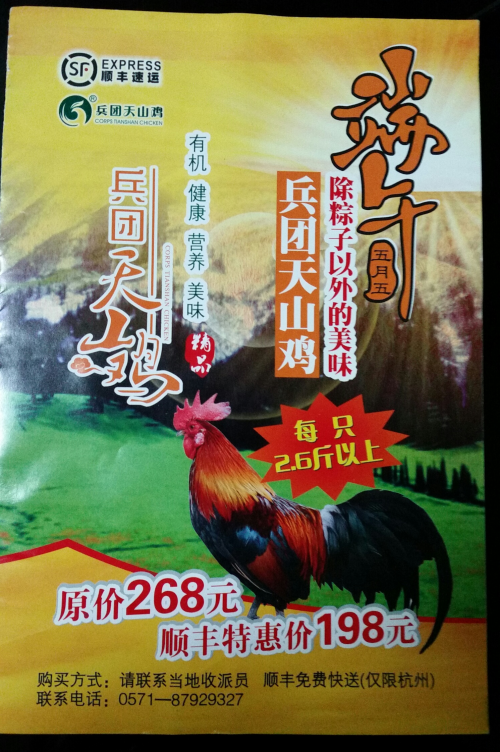 SF EXPRESS
顺丰速运
兵团天山鸡®
CORPS TIANSHAN CHICKEN
端午
五月五
除粽子以外的美味
兵团天山鸡
有机 健康 营养 美味
兵团天山鸡
CORPS TIANSHAN CHICKEN
精品
每只
2.6斤以上
原价268元
顺丰特惠价198元
购买方式：请联系当地收派员 顺丰免费快送(仅限杭州)
联系电话：0571—87929327